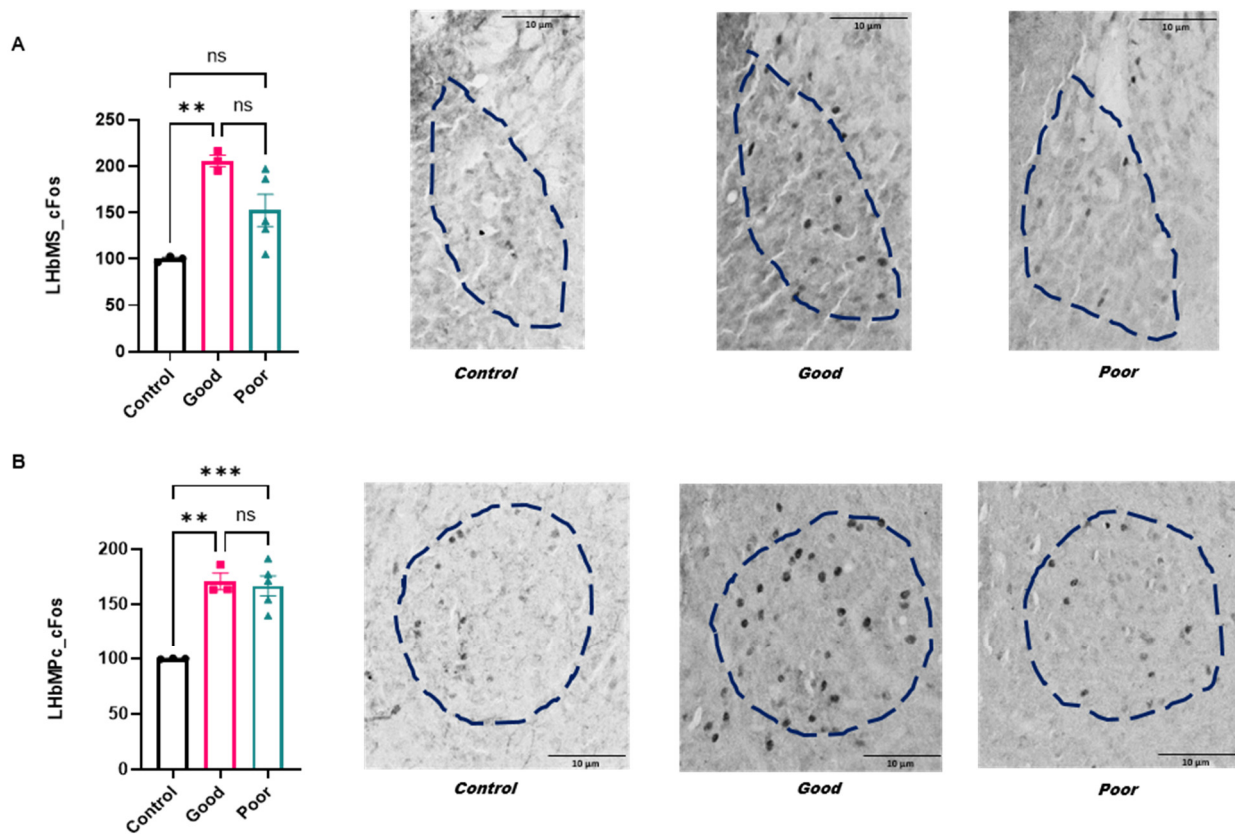 A
ns
**
ns
LHbMS_cFos
250
200
150
100
50
0
Control
Good
Poor
10 µm
10 µm
10 µm
Control
Good
Poor
B
***
**
ns
LHbMPc_cFos
200
150
100
50
0
Control
Good
Poor
10 µm
10 µm
10 µm
Control
Good
Poor